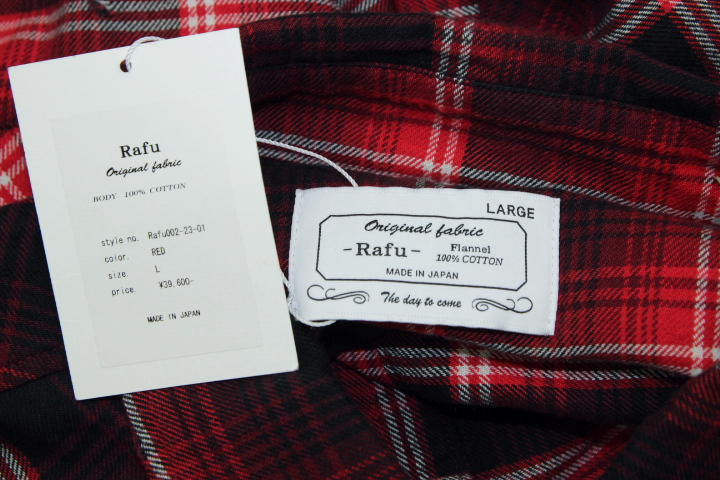 Rafu
Original fabric
BODY 100% COTTON
style no. Rafu002-23-01
color. RED
size. L
price. ¥39.600-
MADE IN JAPAN
LARGE
Original fabric
-Rafu- Flannel
100% COTTON
MADE IN JAPAN
The day to come